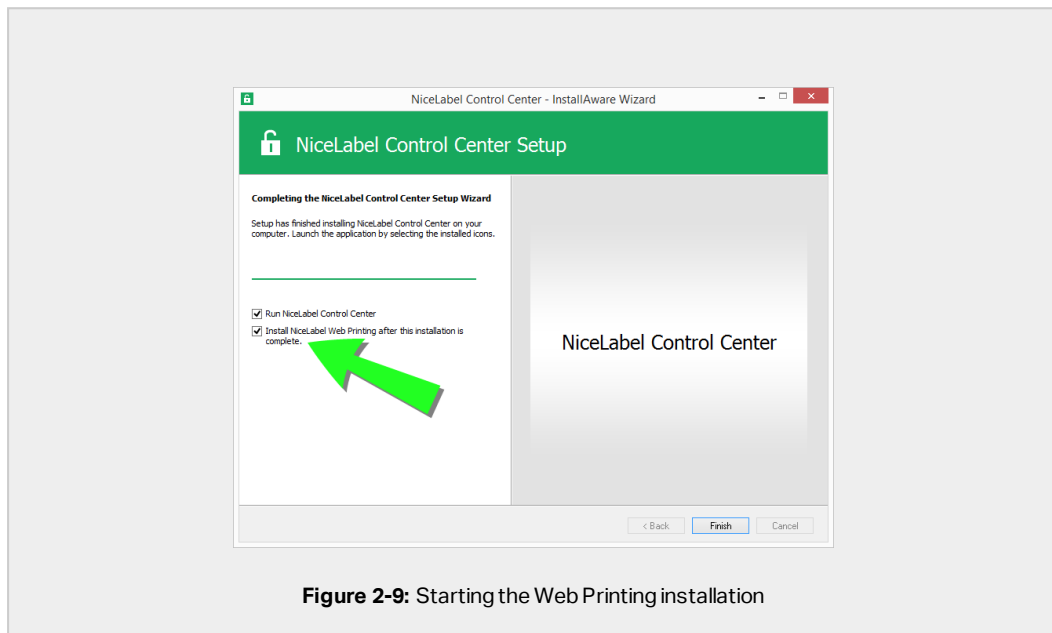 NiceLabel Control Center - InstallAware Wizard
NiceLabel Control Center Setup
Completing the NiceLabel Control Center Setup Wizard
Setup has finished installing NiceLabel Control Center on your
computer. Launch the application by selecting the installed icons.
Run NiceLabel Control Center
Install NiceLabel Web Printing after this installation is
complete.
NiceLabel Control Center
< Back
Finish
Cancel
Figure 2-9: Starting the Web Printing installation